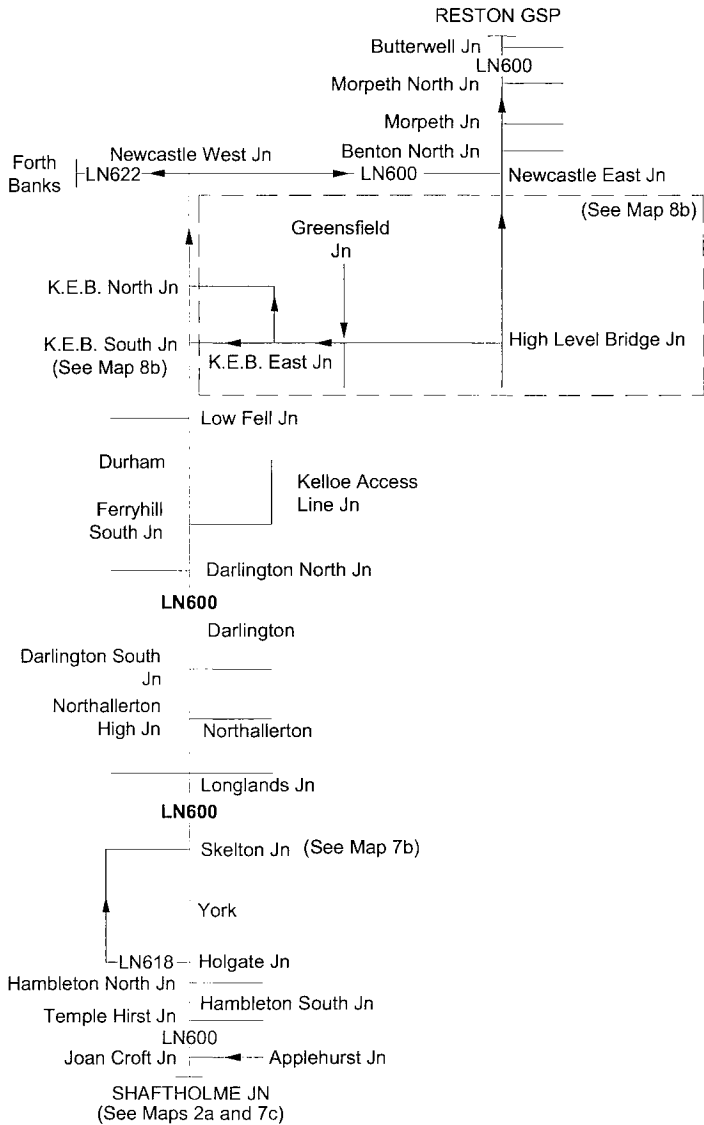 RESTON GSP
Butterwell Jn
LN600
Morpeth North Jn
Morpeth Jn
Benton North Jn
Newcastle West Jn
Forth
Banks
LN622
LN600
Newcastle East Jn
(See Map 8b)
Greensfield
Jn
K.E.B. North Jn
K.E.B. South Jn
(See Map 8b)
K.E.B. East Jn
High Level Bridge Jn
Low Fell Jn
Durham
Kelloe Access
Line Jn
Ferryhill
South Jn
Darlington North Jn
LN600
Darlington
Darlington South
Jn
Northallerton
High Jn
Northallerton
Longlands Jn
LN600
Skelton Jn (See Map 7b)
York
LN618
Holgate Jn
Hambleton North Jn
Hambleton South Jn
Temple Hirst Jn
LN600
Joan Croft Jn
Applehurst Jn
SHAFTHOLME JN
(See Maps 2a and 7c)